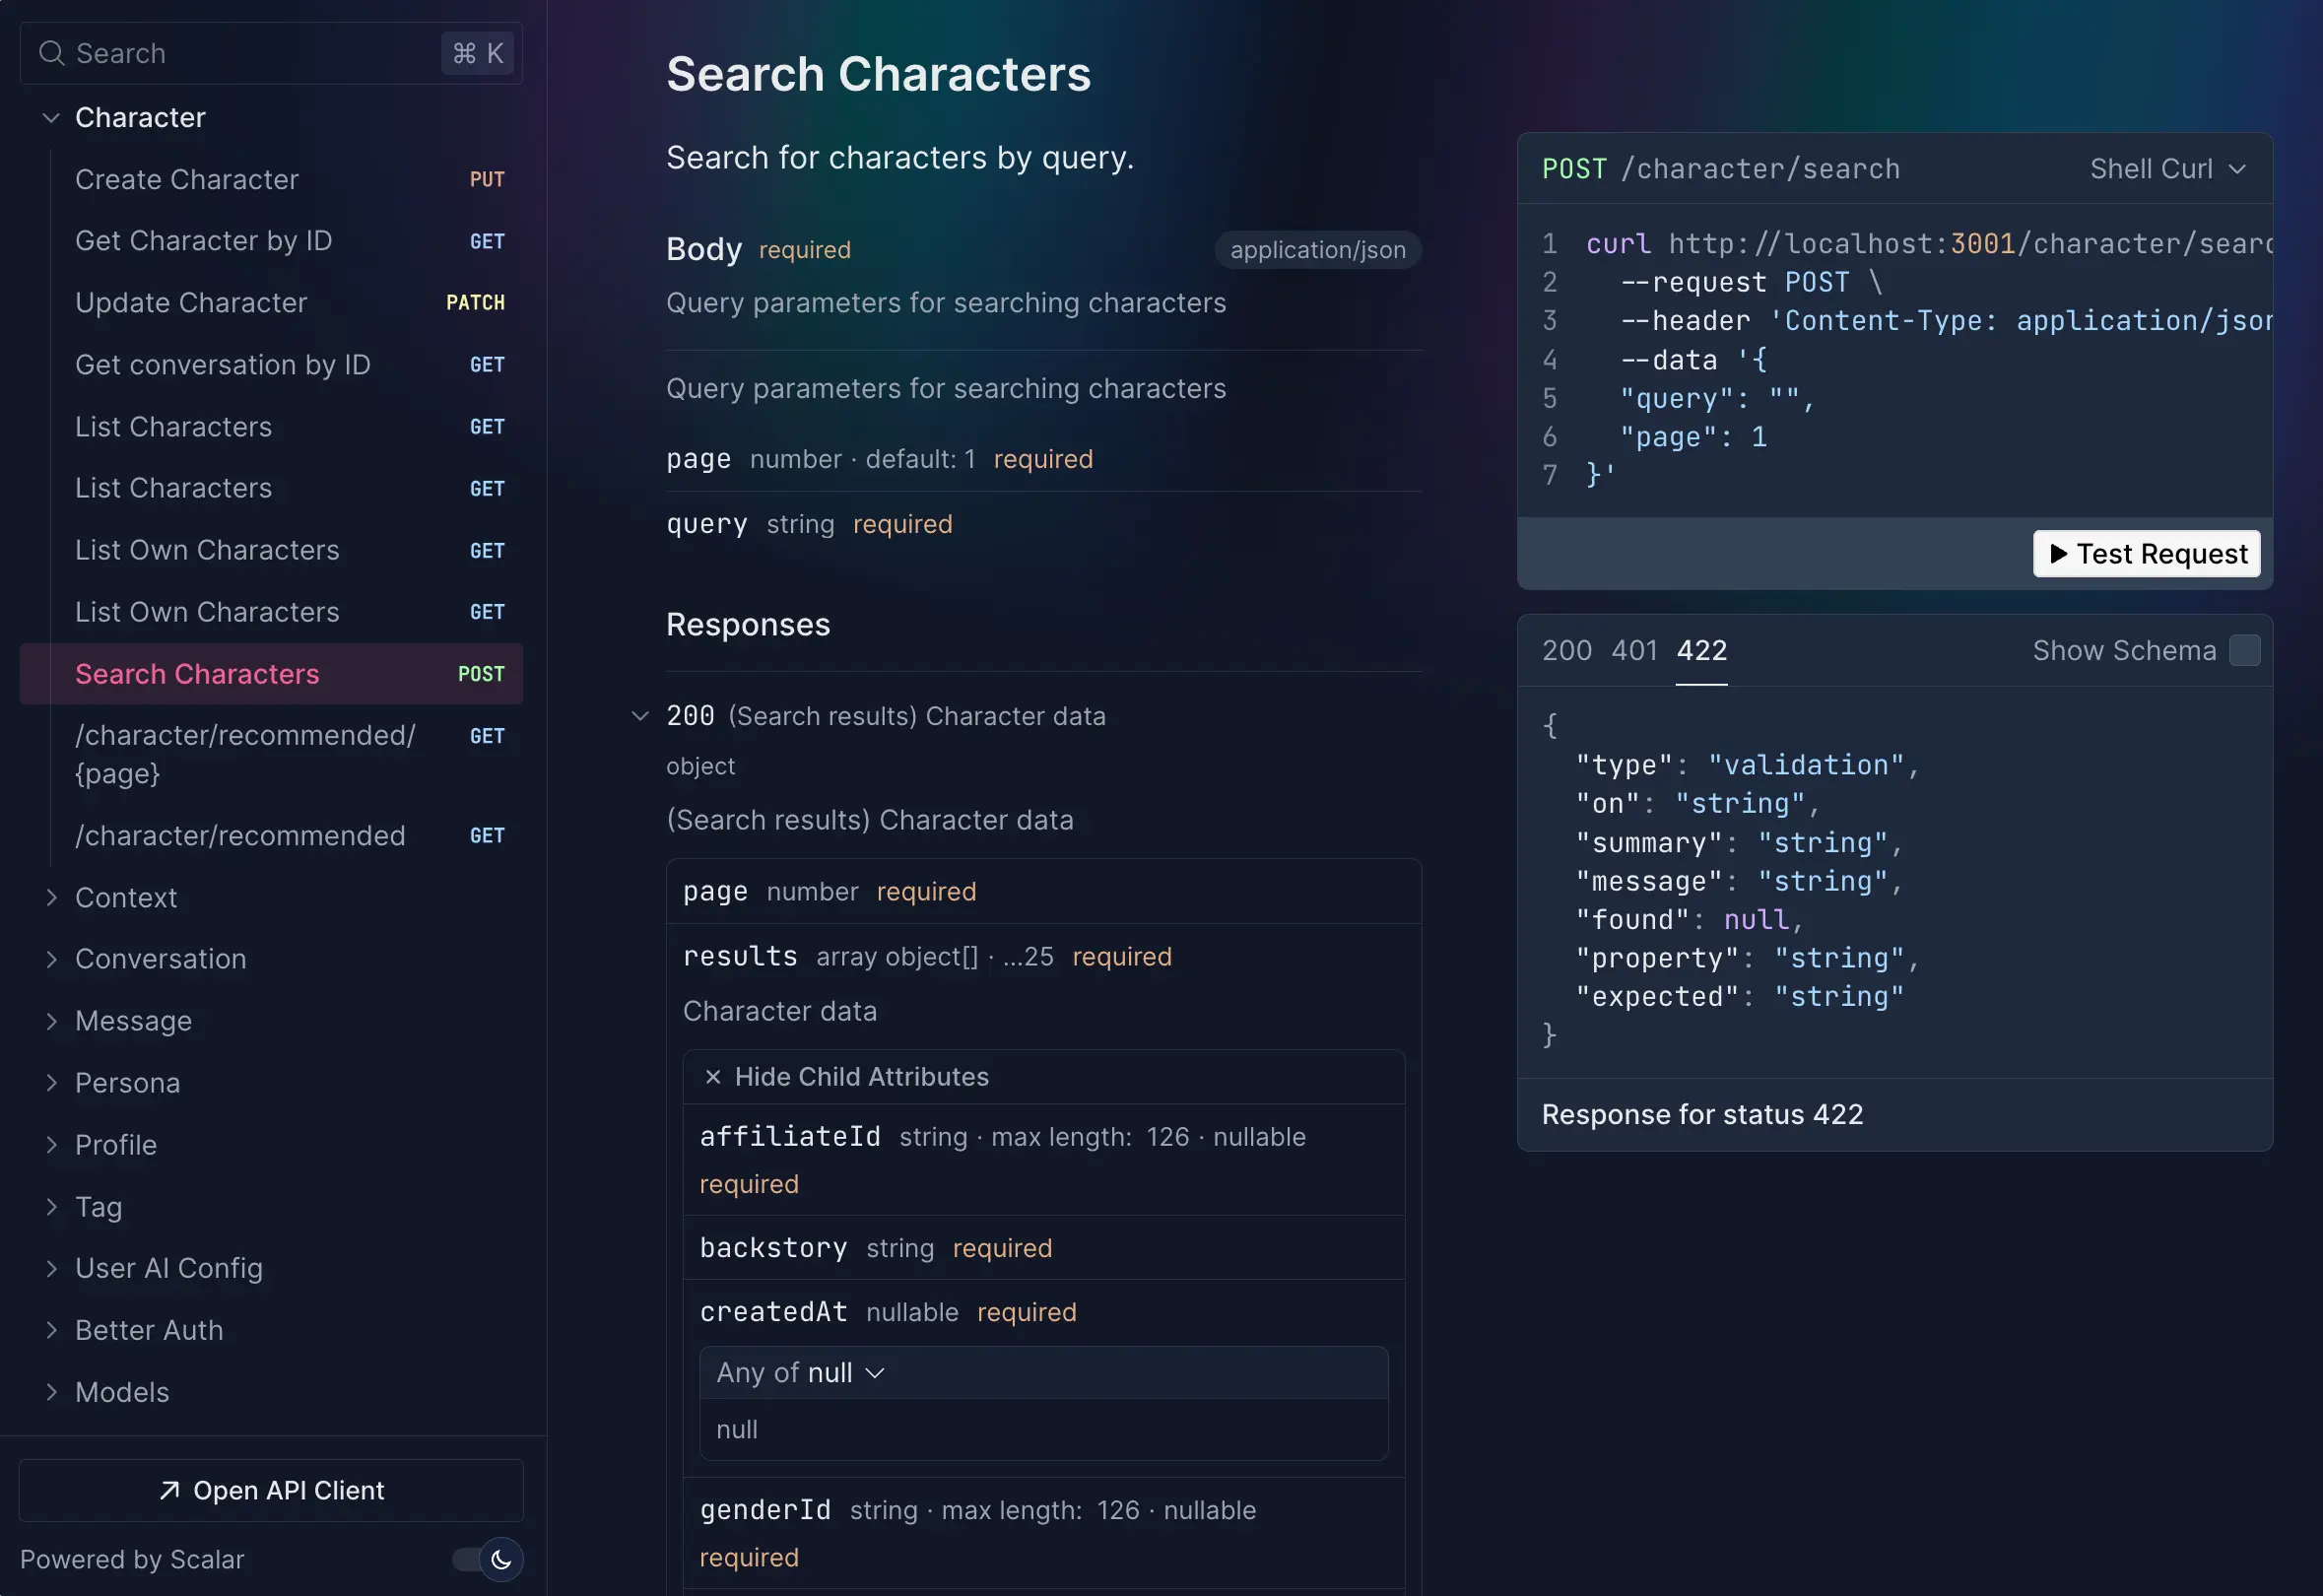 Search
⌘ K
Character
Create Character PUT
Get Character by ID GET
Update Character PATCH
Get conversation by ID GET
List Characters GET
List Characters GET
List Own Characters GET
List Own Characters GET
Search Characters POST
/character/recommended/ GET
{page}
/character/recommended GET
Context
Conversation
Message
Persona
Profile
Tag
User AI Config
Better Auth
Models
Open API Client
Powered by Scalar
Search Characters
Search for characters by query.
Body required application/json
Query parameters for searching characters
Query parameters for searching characters
page number · default: 1 required
query string required
Responses
200 (Search results) Character data
object
(Search results) Character data
page number required
results array object[] · ...25 required
Character data
Hide Child Attributes
affiliateId string · max length: 126 · nullable
required
backstory string required
createdAt nullable required
Any of null
null
genderId string · max length: 126 · nullable
required
POST /character/search Shell Curl
1 curl http://localhost:3001/character/searc
2 --request POST \
3 --header 'Content-Type: application/json
4 --data '{
5 "query": "",
6 "page": 1
7 }'
Test Request
200 401 422 Show Schema
{
"type": "validation",
"on": "string",
"summary": "string",
"message": "string",
"found": null,
"property": "string",
"expected": "string"
}
Response for status 422